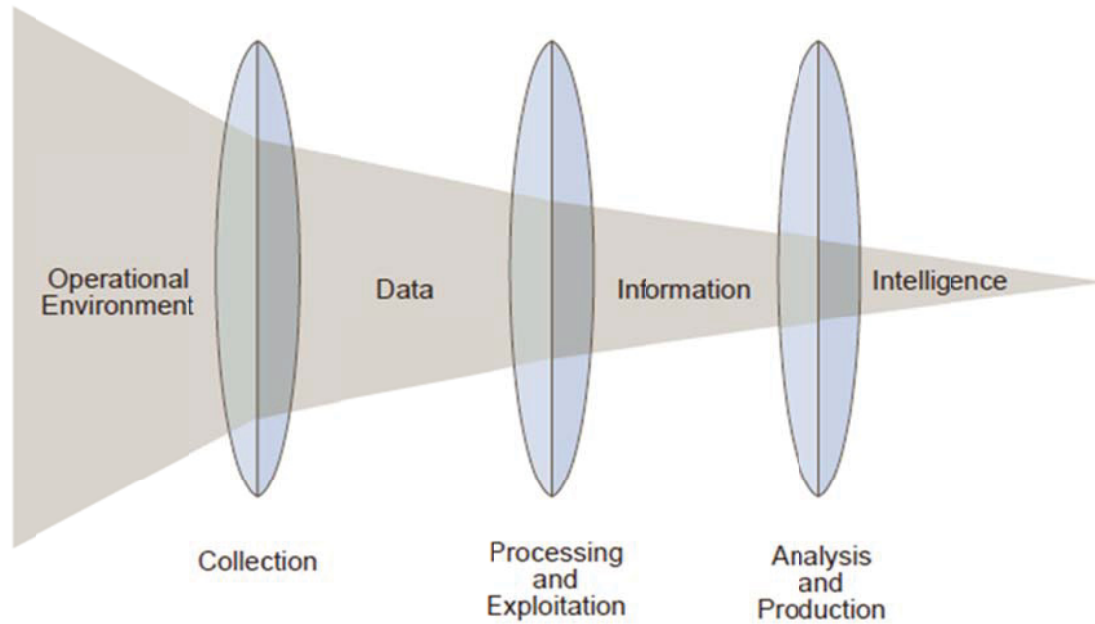 Operational
Environment
Data
Information
Intelligence
Collection
Processing
and
Exploitation
Analysis
and
Production